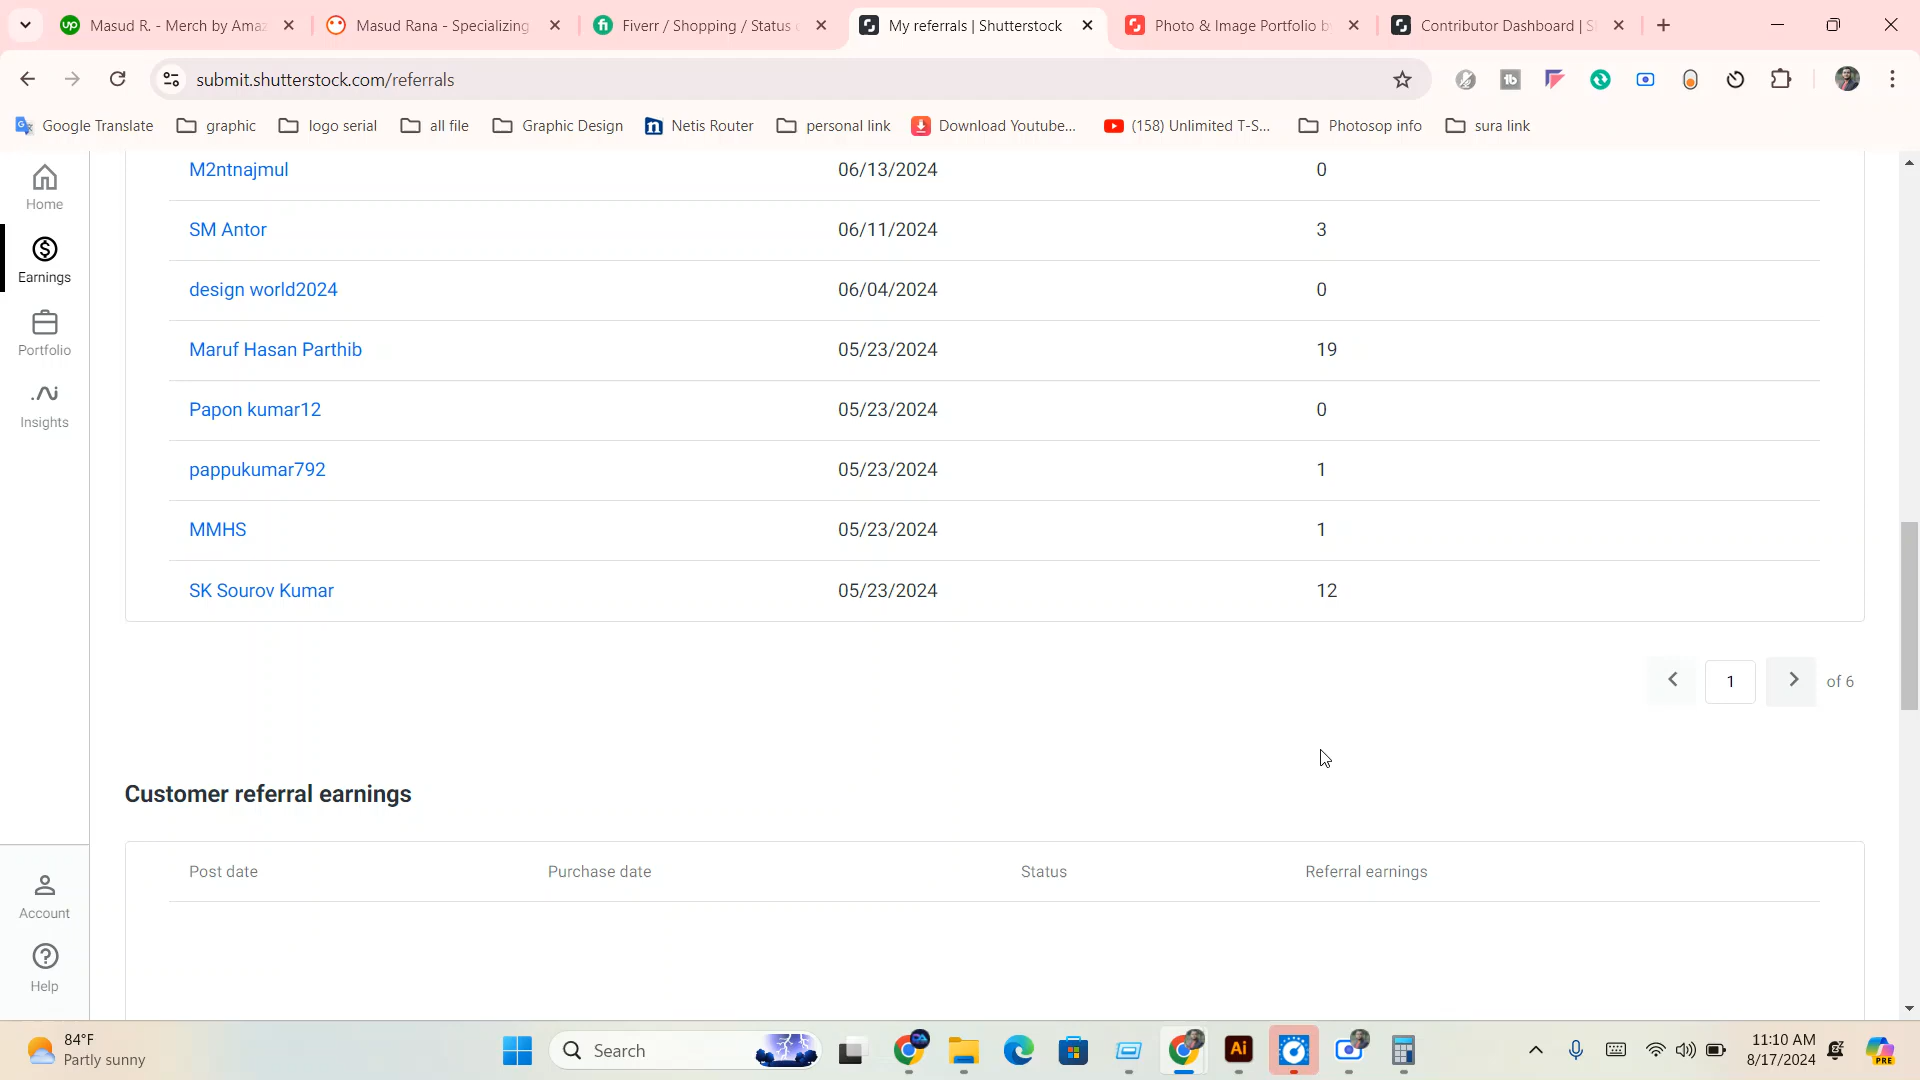 Masud R. - Merch by Amaz
Masud Rana - Specializing
Fiverr / Shopping / Status
My referrals | Shutterstock
Photo & Image Portfolio b
Contributor Dashboard | S
submit.shutterstock.com/referrals
Google Translate
graphic
logo serial
all file
Graphic Design
Netis Router
personal link
Download Youtube...
(158) Unlimited T-S...
Photosop info
sura link
Home
Earnings
Portfolio
Insights
Account
Help
M2ntnajmul 06/13/2024 0
SM Antor 06/11/2024 3
design world2024 06/04/2024 0
Maruf Hasan Parthib 05/23/2024 19
Papon kumar12 05/23/2024 0
pappukumar792 05/23/2024 1
MMHS 05/23/2024 1
SK Sourov Kumar 05/23/2024 12
1 of 6
Customer referral earnings
Post date Purchase date Status Referral earnings
84°F
Partly sunny
Search
11:10 AM
8/17/2024